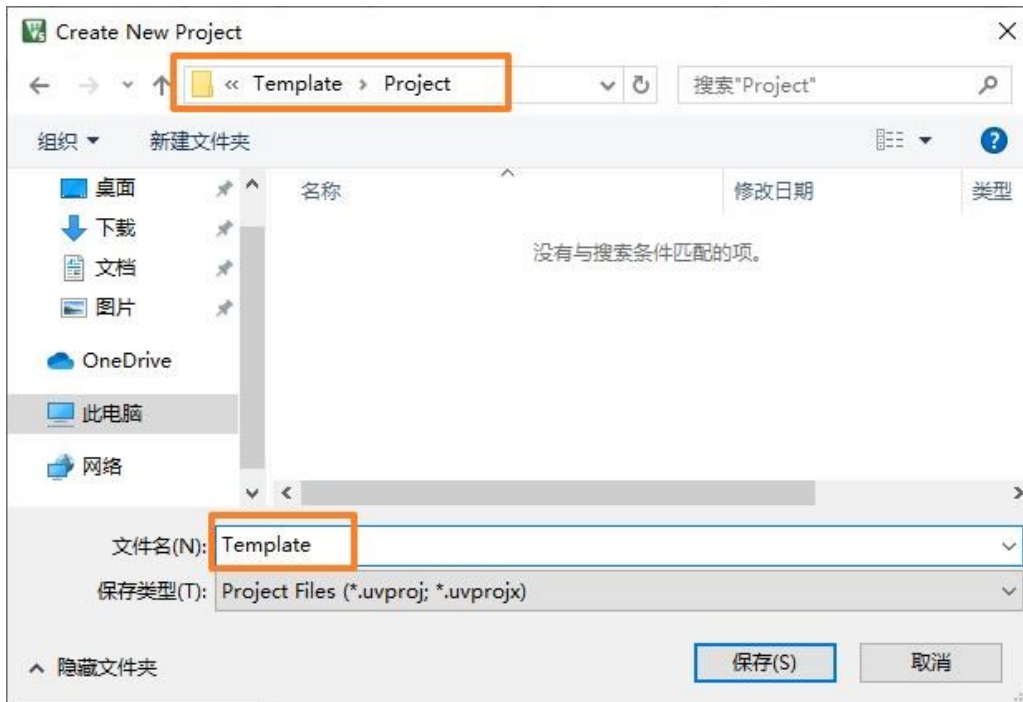 Create New Project
« Template › Project
搜索"Project"
组织
新建文件夹
名称
修改日期
类型
桌面
下载
文档
图片
OneDrive
此电脑
网络
没有与搜索条件匹配的项。
文件名(N): Template
保存类型(T): Project Files (*.uvproj; *.uvprojx)
隐藏文件夹
保存(S)
取消